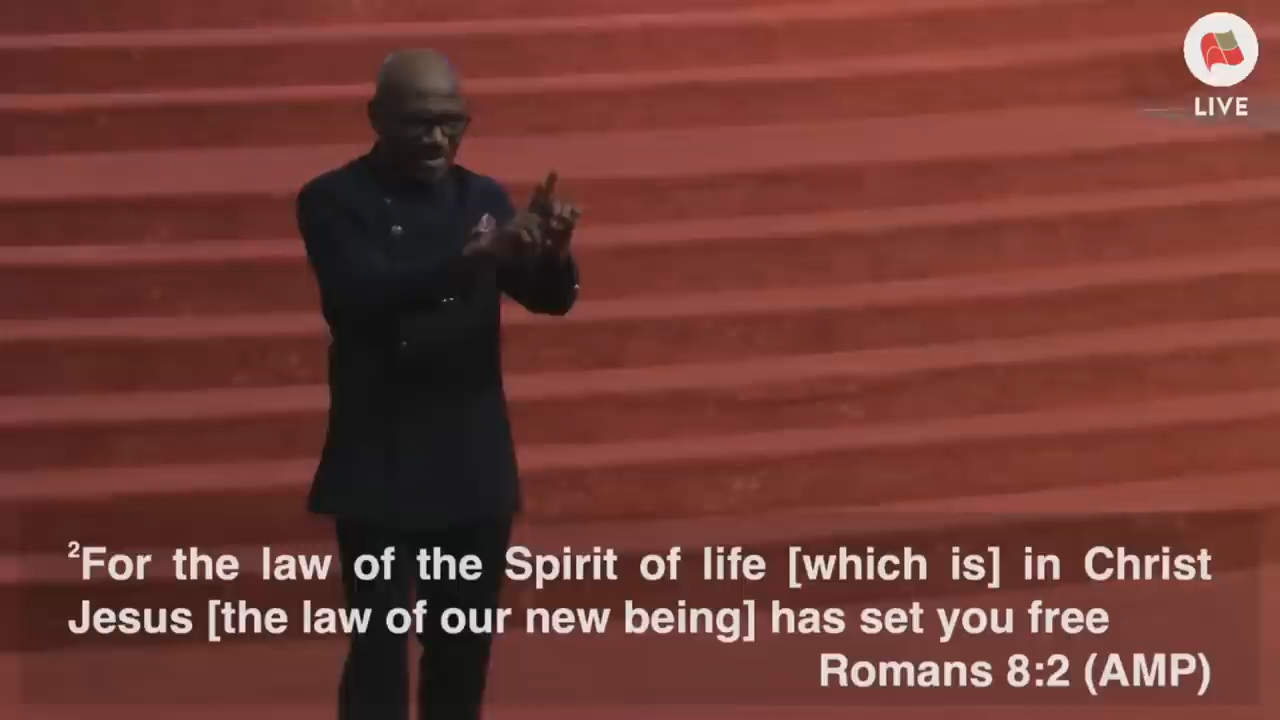 LIVE
²For the law of the Spirit of life [which is] in Christ
Jesus [the law of our new being] has set you free
Romans 8:2 (AMP)